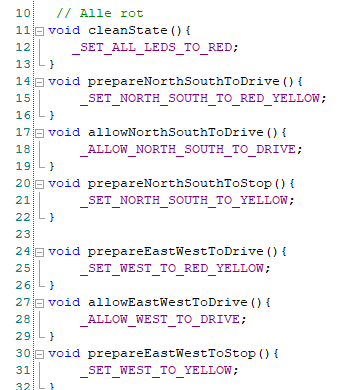 10 // Alle rot
11 void cleanState(){
12 _SET_ALL_LEDS_TO_RED;
13 }
14 void prepareNorthSouthToDrive(){
15 _SET_NORTH_SOUTH_TO_RED_YELLOW;
16 }
17 void allowNorthSouthToDrive(){
18 _ALLOW_NORTH_SOUTH_TO_DRIVE;
19 }
20 void prepareNorthSouthToStop(){
21 _SET_NORTH_SOUTH_TO_YELLOW;
22 }
23
24 void prepareEastWestToDrive(){
25 _SET_WEST_TO_RED_YELLOW;
26 }
27 void allowEastWestToDrive(){
28 _ALLOW_WEST_TO_DRIVE;
29 }
30 void prepareEastWestToStop(){
31 _SET_WEST_TO_YELLOW;
32 }